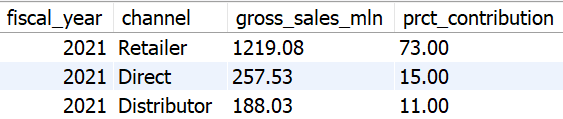 fiscal_year channel gross_sales_mln prct_contribution
2021 Retailer 1219.08 73.00
2021 Direct 257.53 15.00
2021 Distributor 188.03 11.00